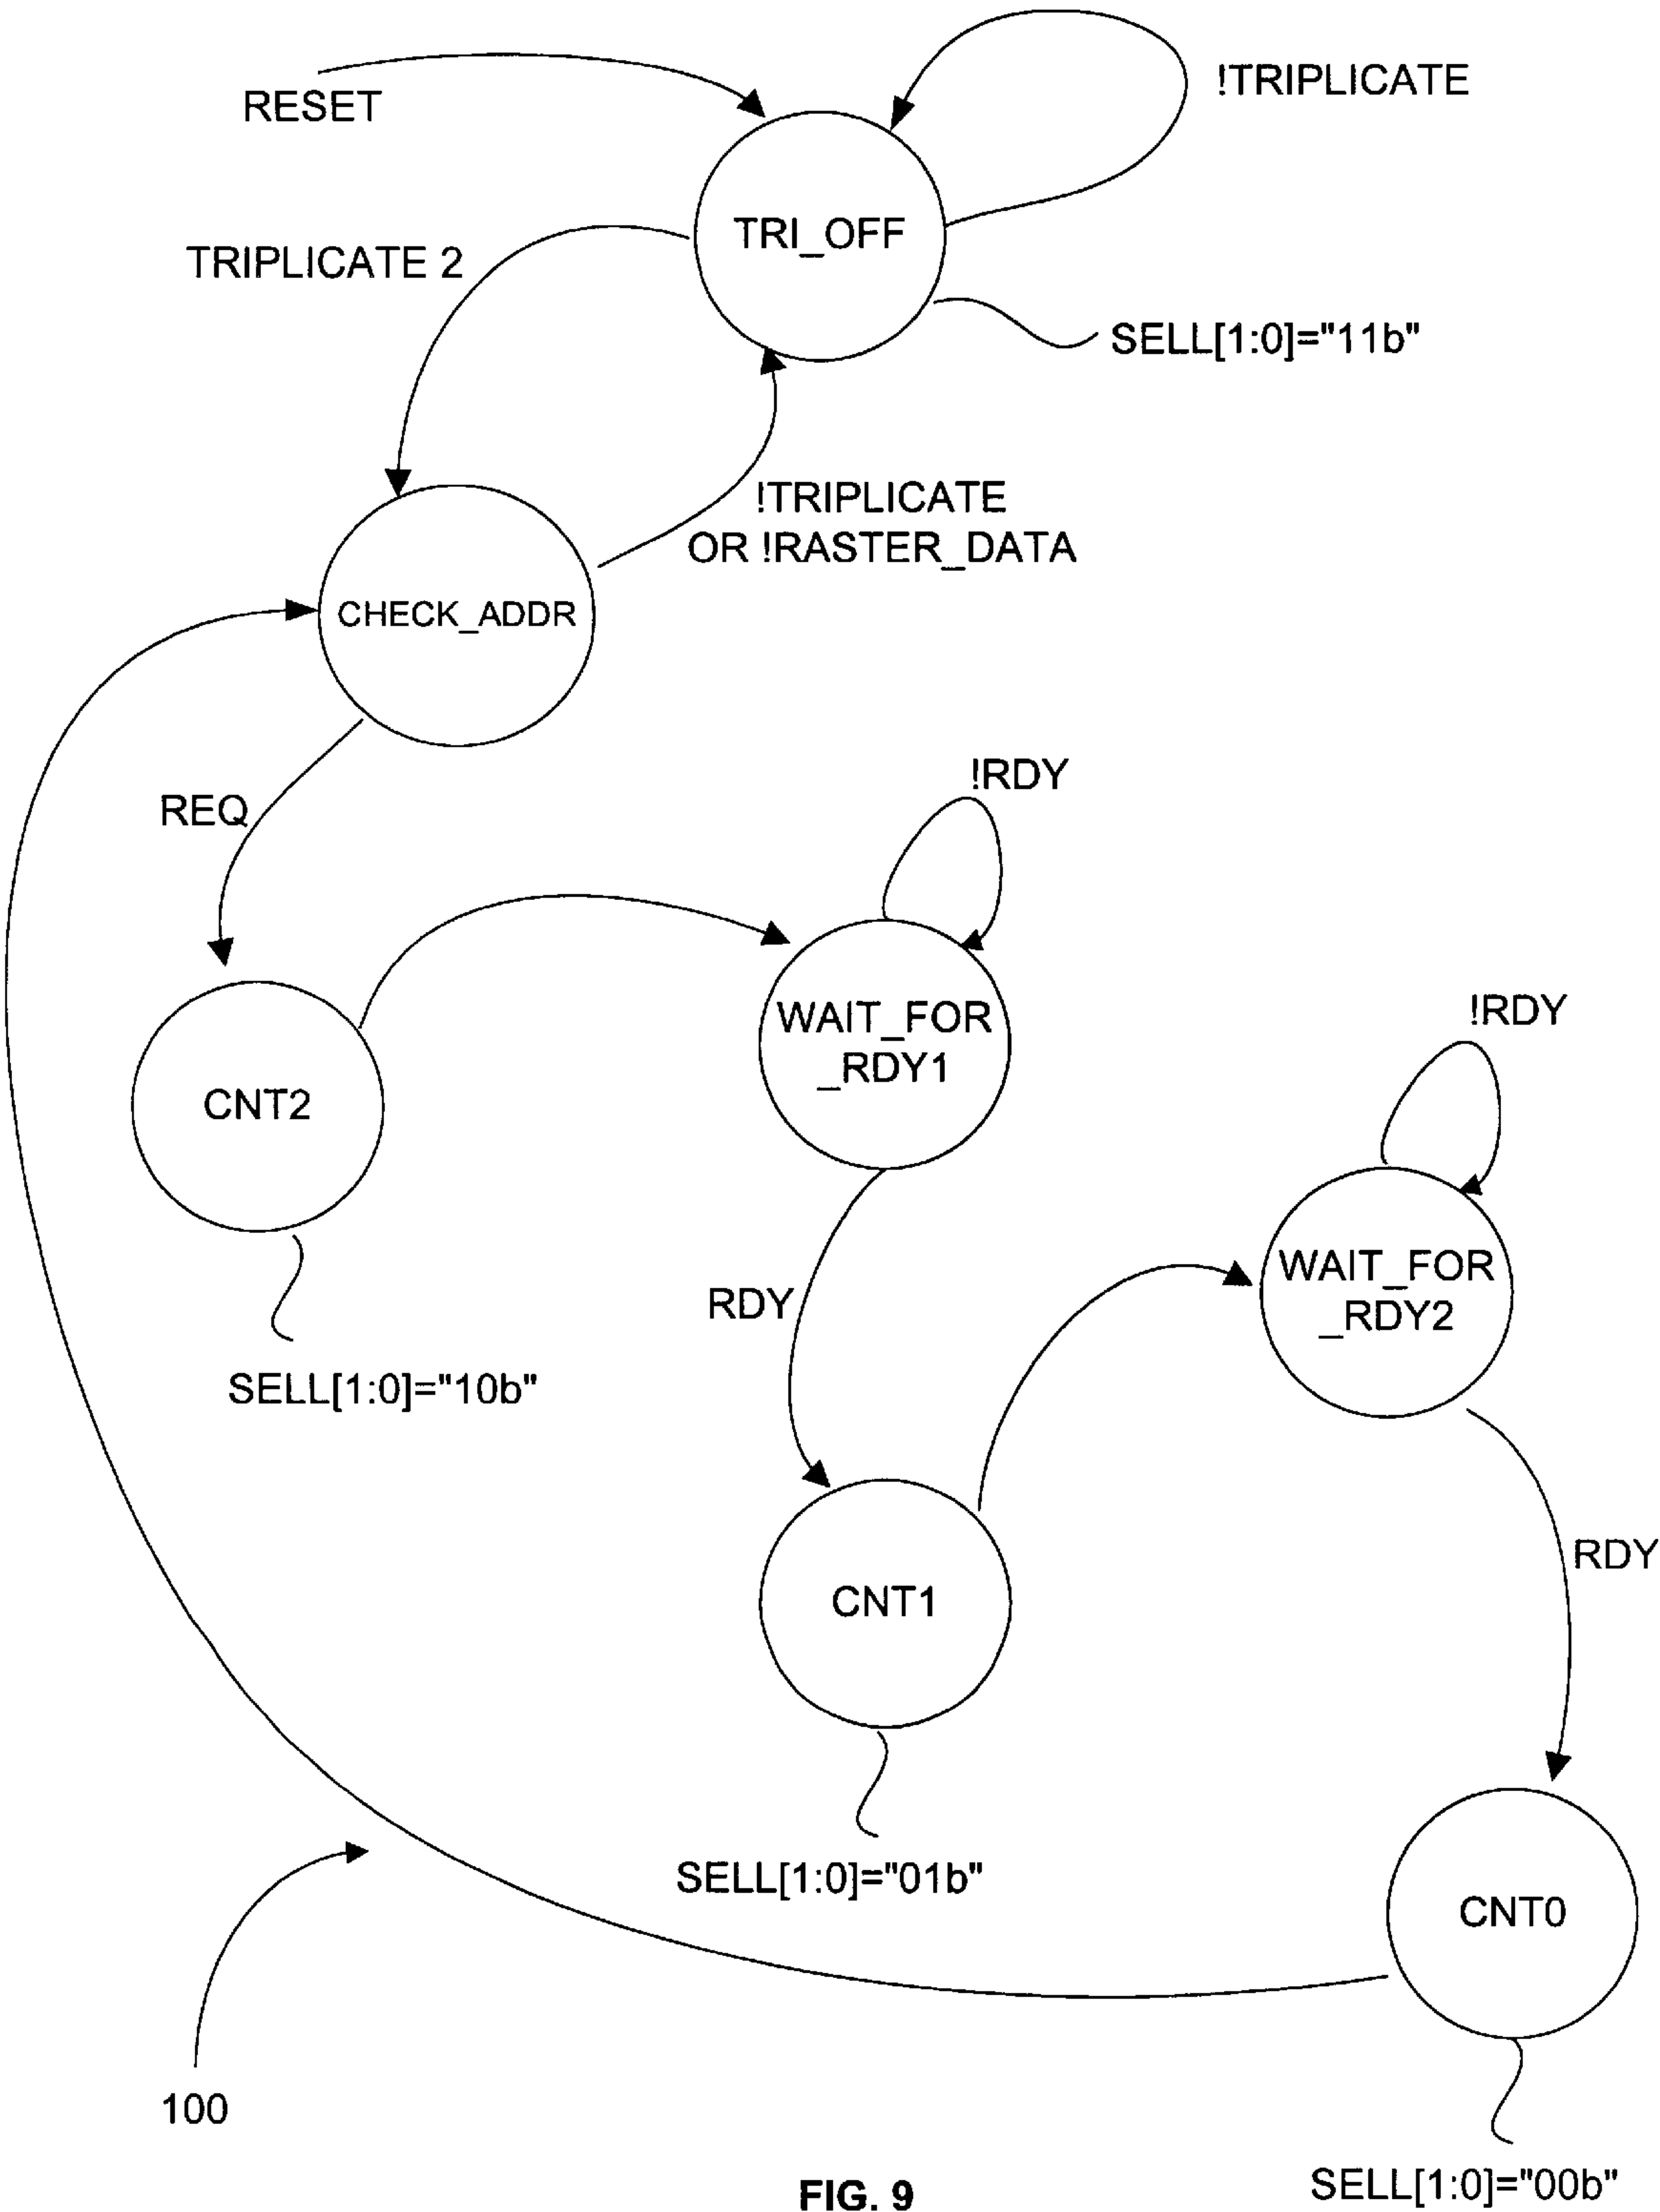 !TRIPLICATE
RESET
TRI_OFF
TRIPLICATE 2
SELL[1:0]="11b"
!TRIPLICATE
OR !RASTER_DATA
CHECK_ADDR
!RDY
REQ
!RDY
WAIT_FOR
_RDY1
CNT2
WAIT_FOR
_RDY2
RDY
SELL[1:0]="10b"
RDY
CNT1
SELL[1:0]="01b"
CNT0
100
SELL[1:0]="00b"
FIG. 9